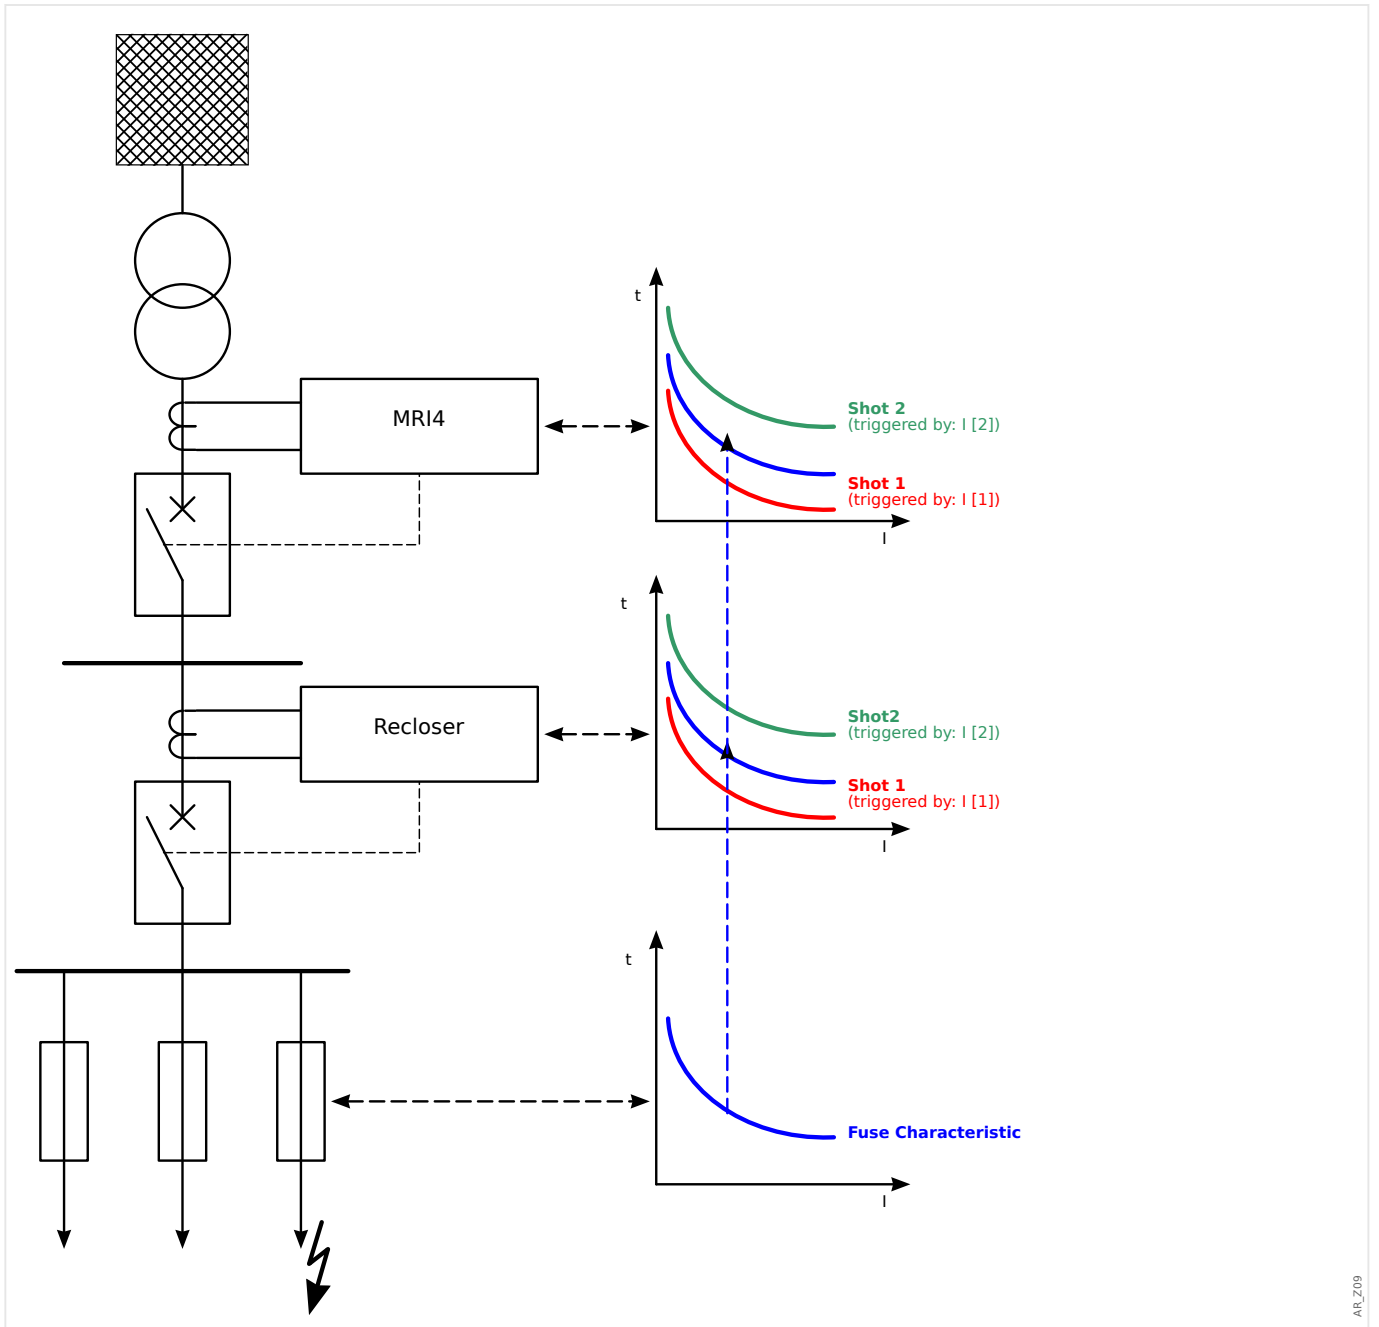 t
MRI4
Shot 2
(triggered by: I [2])
Shot 1
(triggered by: I [1])
I
t
Recloser
Shot2
(triggered by: I [2])
Shot 1
(triggered by: I [1])
I
t
Fuse Characteristic
I
AR_Z09